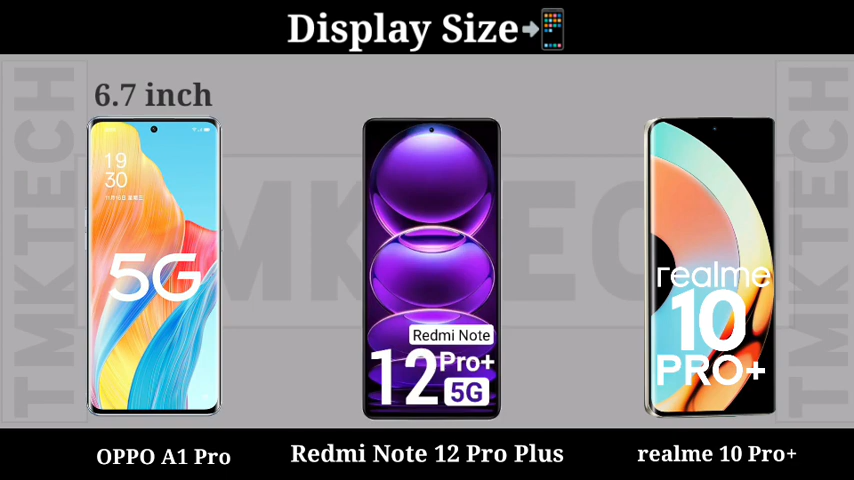 Display Size
6.7 inch
19
30
5G
Redmi Note
12 Pro+
5G
realme
10
PRO+
TMKTECH
TMKTECH
TMKTECH
OPPO A1 Pro
Redmi Note 12 Pro Plus
realme 10 Pro+